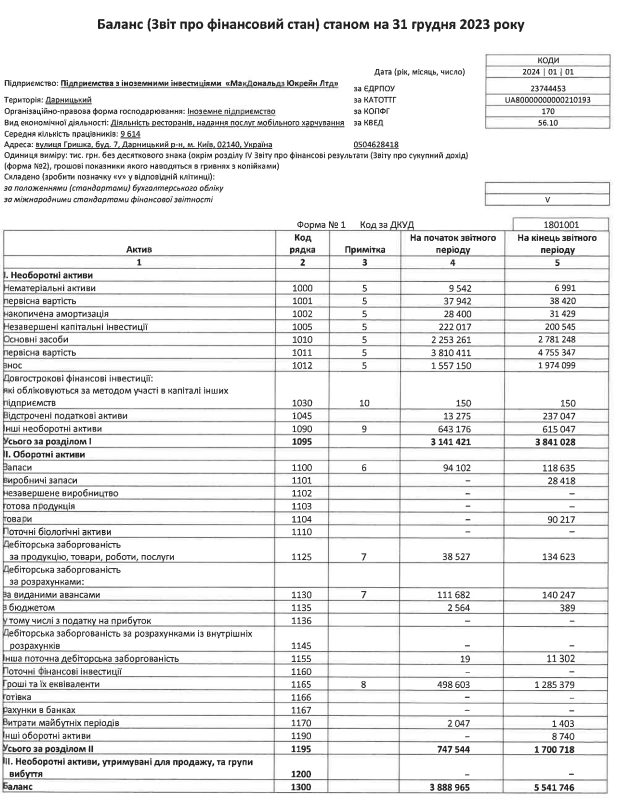 Баланс (Звіт про фінансовий стан) станом на 31 грудня 2023 року
КОДИ
Дата (рік, місяць, число) 2024 | 01 | 01
Підприємство: Підприємства з іноземними інвестиціями «МакДональдз Юкрейн Лтд» за ЄДРПОУ 23744453
Територія: Дарницький за КАТОТТГ UA80000000000210193
Організаційно-правова форма господарювання: Іноземне підприємство за КОПФГ 170
Вид економічної діяльності: Діяльність ресторанів, надання послуг мобільного харчування за КВЕД 56.10
Середня кількість працівників: 9 614
Адреса: вулиця Гришка, буд. 7, Дарницький р-н, м. Київ, 02140, Україна 0504628418
Одиниця виміру: тис. грн. без десяткового знака (окрім розділу IV Звіту про фінансові результати (Звіту про сукупний дохід)
(форма №2), грошові показники якого наводяться в гривнях з копійками)
Складено (зробити позначку «v» у відповідній клітинці):
за положеннями (стандартами) бухгалтерського обліку
за міжнародними стандартами фінансової звітності V
Форма № 1 Код за ДКУД 1801001
Актив Код рядка Примітка На початок звітного періоду На кінець звітного періоду
1 2 3 4 5
I. Необоротні активи
Нематеріальні активи 1000 5 9 542 6 991
первісна вартість 1001 5 37 942 38 420
накопичена амортизація 1002 5 28 400 31 429
Незавершені капітальні інвестиції 1005 5 222 017 200 545
Основні засоби 1010 5 2 253 261 2 781 248
первісна вартість 1011 5 3 810 411 4 755 347
знос 1012 5 1 557 150 1 974 099
Довгострокові фінансові інвестиції:
які обліковуються за методом участі в капіталі інших
підприємств 1030 10 150 150
Відстрочені податкові активи 1045 13 275 237 047
Інші необоротні активи 1090 9 643 176 615 047
Усього за розділом I 1095 3 141 421 3 841 028
II. Оборотні активи
Запаси 1100 6 94 102 118 635
виробничі запаси 1101 – 28 418
незавершене виробництво 1102 – –
готова продукція 1103 – –
товари 1104 – 90 217
Поточні біологічні активи 1110 – –
Дебіторська заборгованість
за продукцію, товари, роботи, послуги 1125 7 38 527 134 623
Дебіторська заборгованість
за розрахунками:
за виданими авансами 1130 7 111 682 140 247
з бюджетом 1135 2 564 389
у тому числі з податку на прибуток 1136 – –
Дебіторська заборгованість за розрахунками із внутрішніх
розрахунків 1145 – –
Інша поточна дебіторська заборгованість 1155 19 11 302
Поточні фінансові інвестиції 1160 – –
Гроші та їх еквіваленти 1165 8 498 603 1 285 379
готівка 1166 – –
рахунки в банках 1167 – –
Витрати майбутніх періодів 1170 2 047 1 403
Інші оборотні активи 1190 – 8 740
Усього за розділом II 1195 747 544 1 700 718
III. Необоротні активи, утримувані для продажу, та групи
вибуття 1200 – –
Баланс 1300 3 888 965 5 541 746